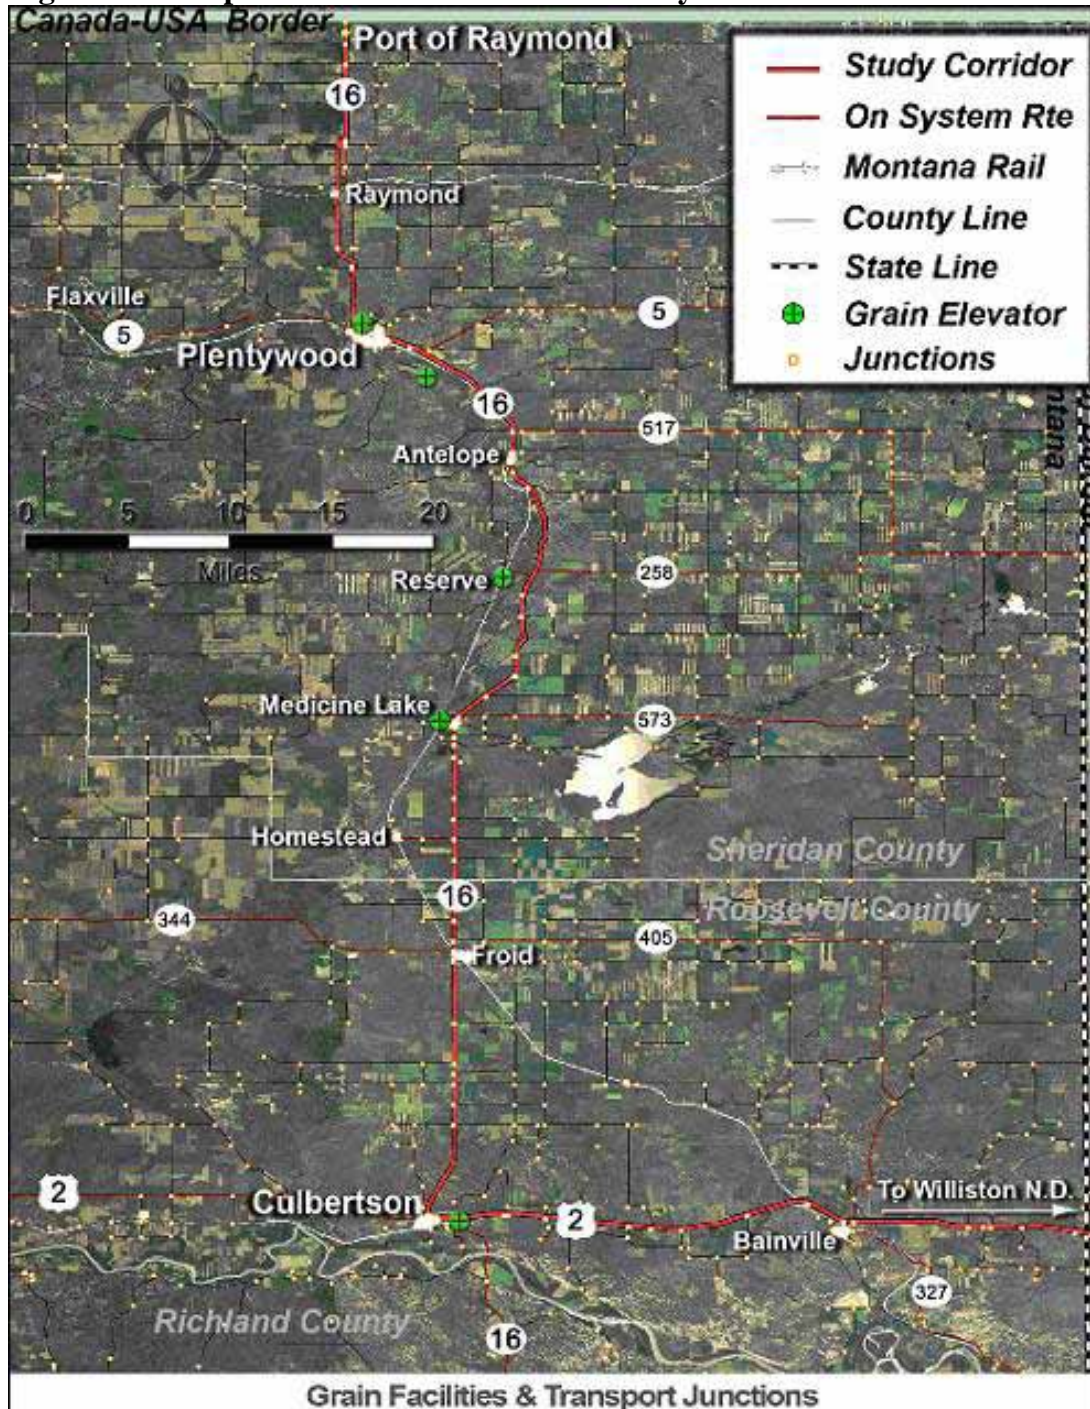 Canada-USA Border
Port of Raymond
16
Raymond
Flaxville
5
5
Plentywood
16
517
Antelope
0 5 10 15 20
Miles
Reserve
258
Medicine Lake
573
Homestead
Sheridan County
16
Roosevelt County
344
405
Froid
2
Culbertson
2
To Williston N.D.
Bainville
327
Richland County
16
Study Corridor
On System Rte
Montana Rail
County Line
State Line
Grain Elevator
Junctions
ntana
Grain Facilities & Transport Junctions